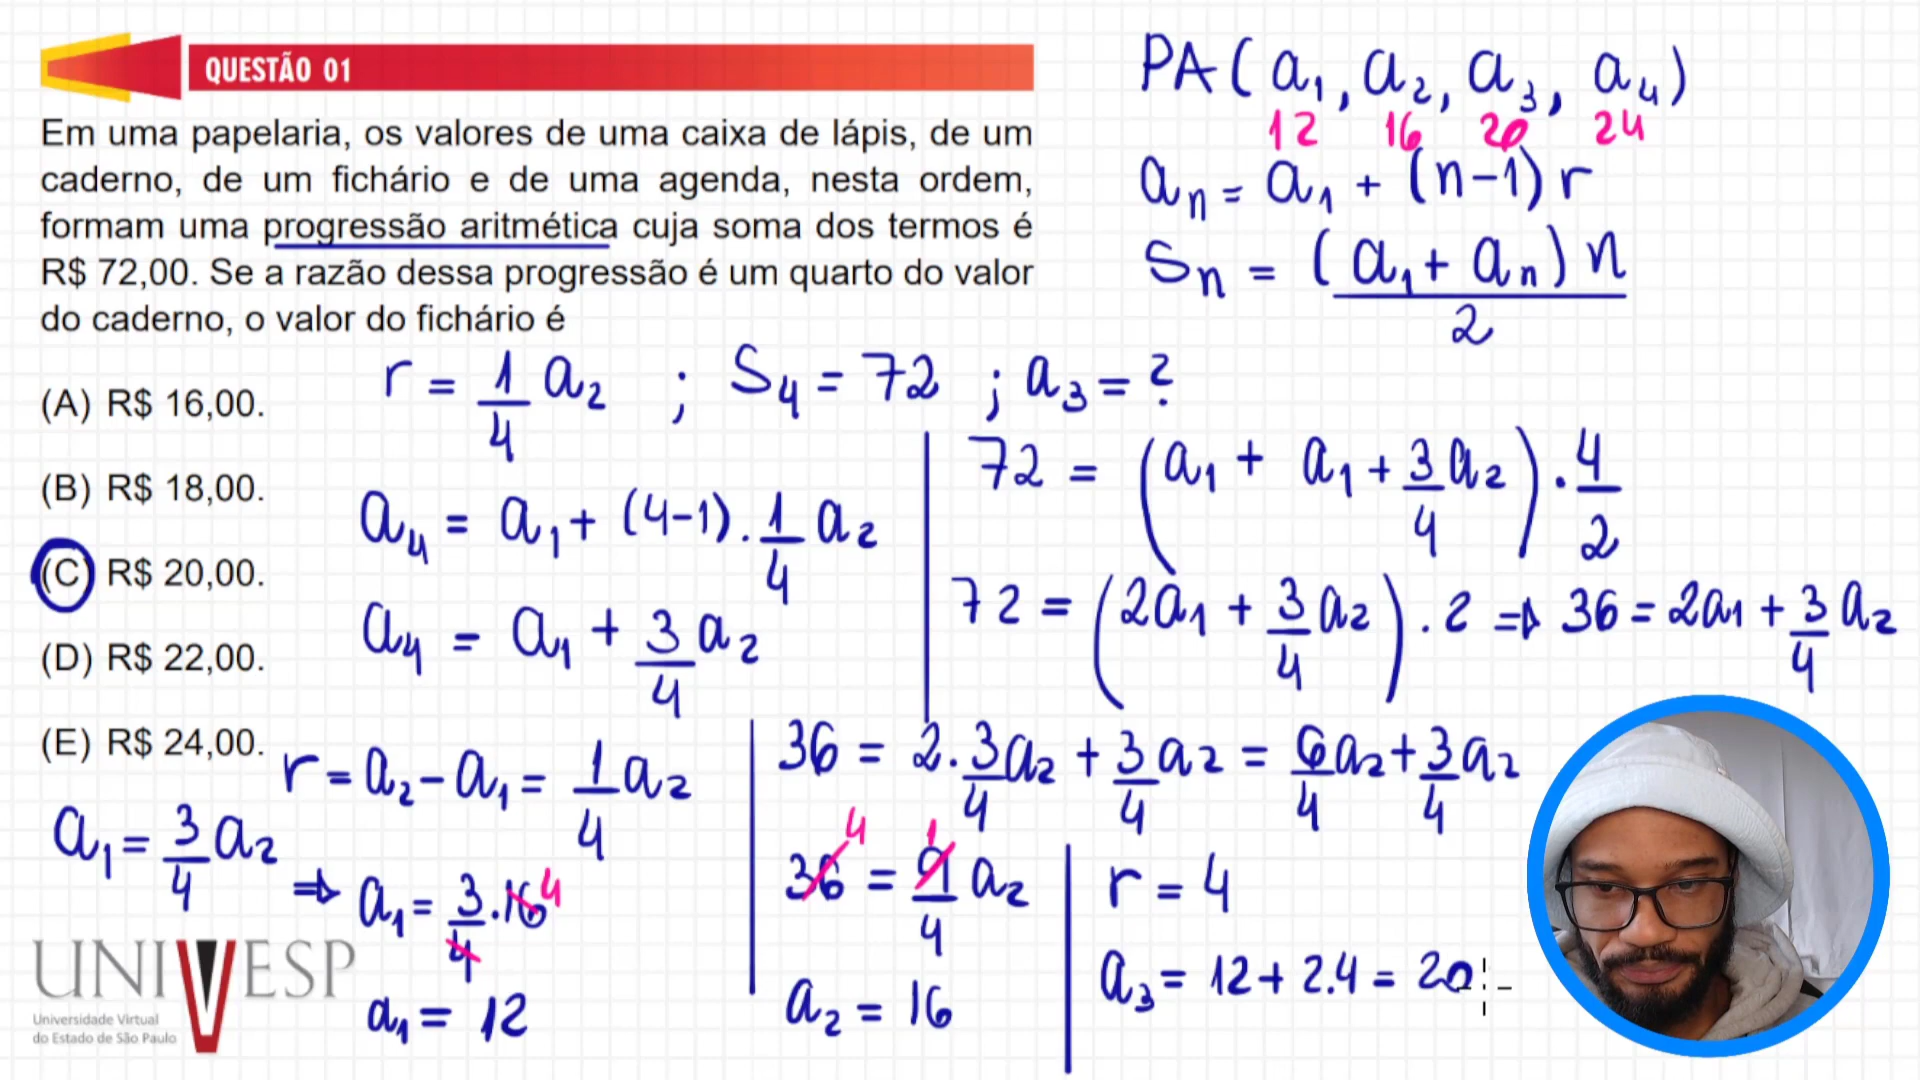 QUESTÃO 01
Em uma papelaria, os valores de uma caixa de lápis, de um
caderno, de um fichário e de uma agenda, nesta ordem,
formam uma progressão aritmética cuja soma dos termos é
R$ 72,00. Se a razão dessa progressão é um quarto do valor
do caderno, o valor do fichário é
(A) R$ 16,00.
(B) R$ 18,00.
(C) R$ 20,00.
(D) R$ 22,00.
(E) R$ 24,00.
PA(a₁, a₂, a₃, a₄)
12 16 20 24
aₙ = a₁ + (n-1) r
Sₙ = (a₁ + aₙ) n / 2
r = 1/4 a₂ ; S₄ = 72 ; a₃ = ?
a₄ = a₁ + (4-1) . 1/4 a₂
a₄ = a₁ + 3/4 a₂
72 = (a₁ + a₁ + 3/4 a₂) . 4/2
72 = (2a₁ + 3/4 a₂) . 2 ⇒ 36 = 2a₁ + 3/4 a₂
r = a₂ - a₁ = 1/4 a₂
a₁ = 3/4 a₂
⇒ a₁ = 3/4 . 16 4
a₁ = 12
36 = 2 . 3/4 a₂ + 3/4 a₂ = 6/4 a₂ + 3/4 a₂
4 1
36 = 9/4 a₂
a₂ = 16
r = 4
a₃ = 12 + 2.4 = 20
UNIVESP
Universidade Virtual
do Estado de São Paulo